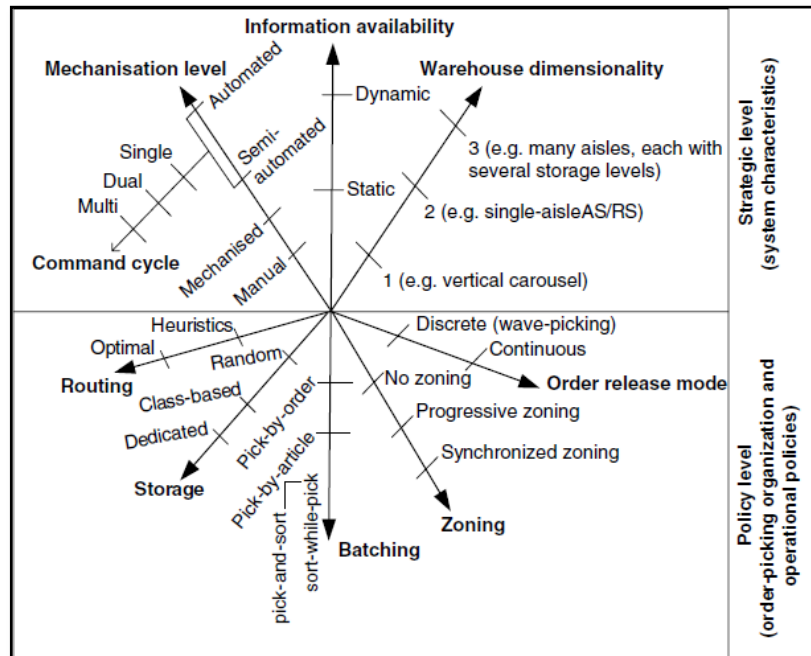 Information availability
Mechanisation level
Automated
Semi-
automated
Mechanised
Manual
Single
Dual
Multi
Command cycle
Dynamic
Static
Warehouse dimensionality
3 (e.g. many aisles, each with
several storage levels)
2 (e.g. single-aisleAS/RS)
1 (e.g. vertical carousel)
Strategic level
(system characteristics)
Heuristics
Optimal
Routing
Random
Class-based
Dedicated
Storage
Pick-by-order
Pick-by-article
pick-and-sort
sort-while-pick
Batching
No zoning
Progressive zoning
Synchronized zoning
Zoning
Discrete (wave-picking)
Continuous
Order release mode
Policy level
(order-picking organization and
operational policies)